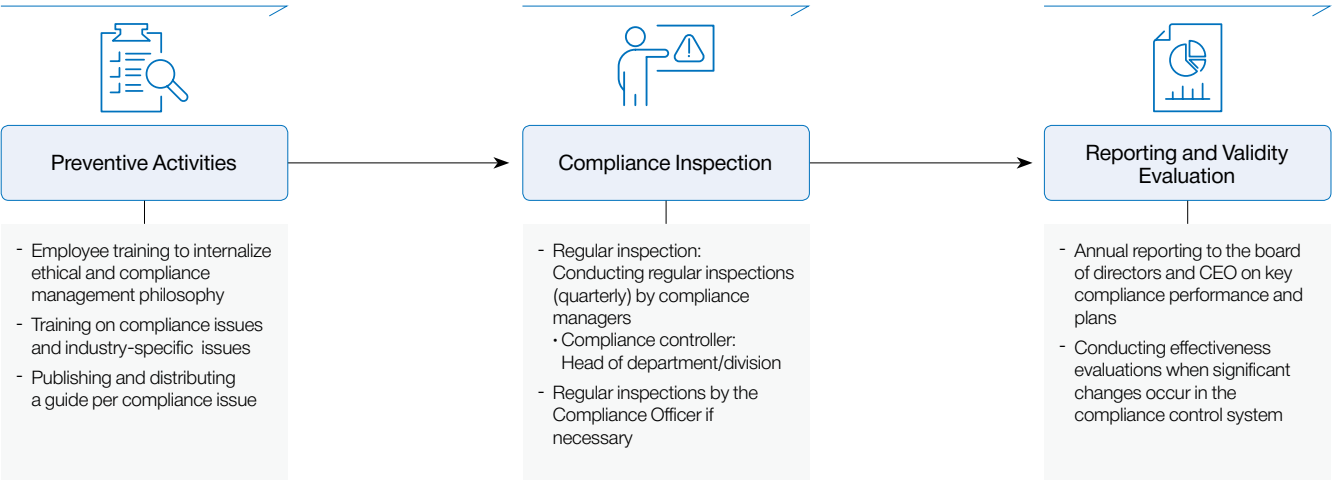 Preventive Activities
- Employee training to internalize
ethical and compliance
management philosophy
- Training on compliance issues
and industry-specific issues
- Publishing and distributing
a guide per compliance issue
Compliance Inspection
- Regular inspection:
Conducting regular inspections
(quarterly) by compliance
managers
· Compliance controller:
Head of department/division
- Regular inspections by the
Compliance Officer if
necessary
Reporting and Validity
Evaluation
- Annual reporting to the board
of directors and CEO on key
compliance performance and
plans
- Conducting effectiveness
evaluations when significant
changes occur in the
compliance control system